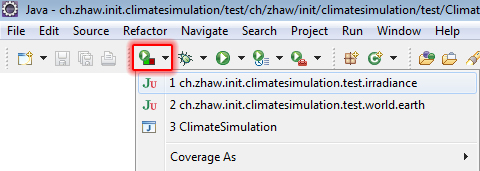 Java - ch.zhaw.init.climatesimulation/test/ch/zhaw/init/climatesimulation/test/Climat
File Edit Source Refactor Navigate Search Project Run Window Help
JU 1 ch.zhaw.init.climatesimulation.test.irradiance
JU 2 ch.zhaw.init.climatesimulation.test.world.earth
J 3 ClimateSimulation
Coverage As